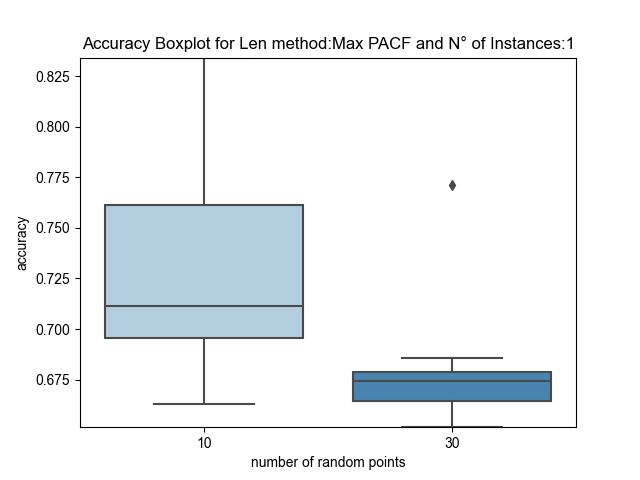 Accuracy Boxplot for Len method:Max PACF and N° of Instances:1
0.825
0.800
0.775
0.750
0.725
0.700
0.675
accuracy
10 30
number of random points